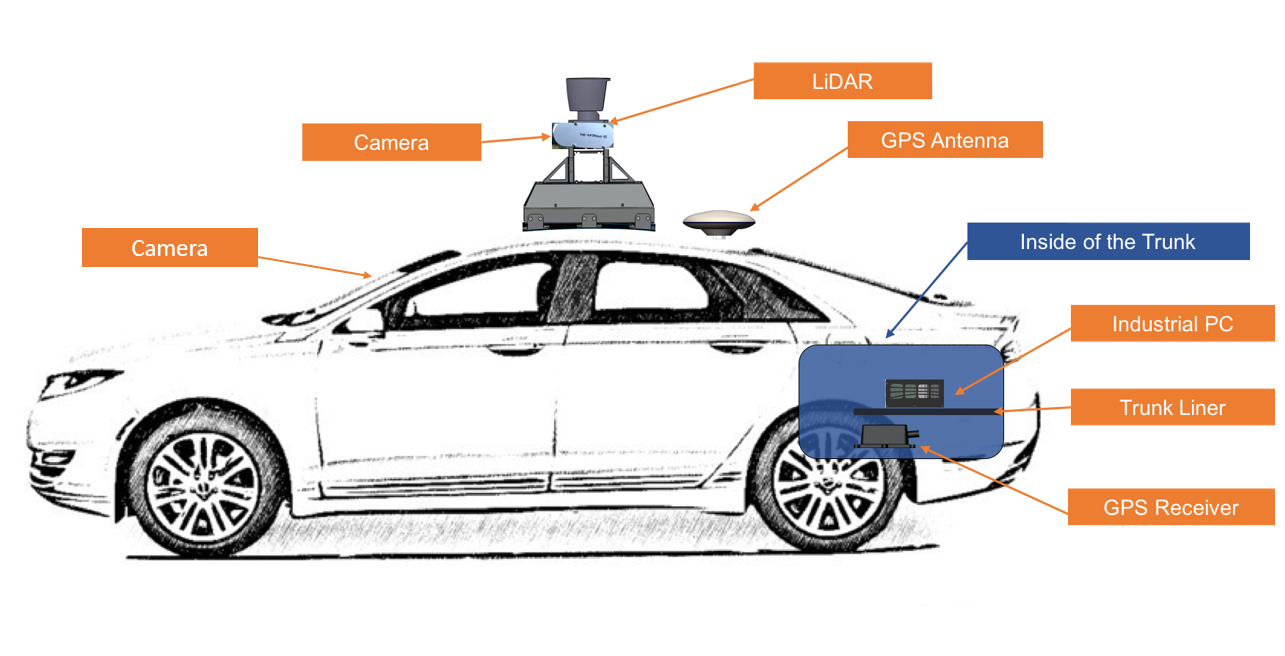 LiDAR
Camera
GPS Antenna
Camera
Inside of the Trunk
Industrial PC
Trunk Liner
GPS Receiver